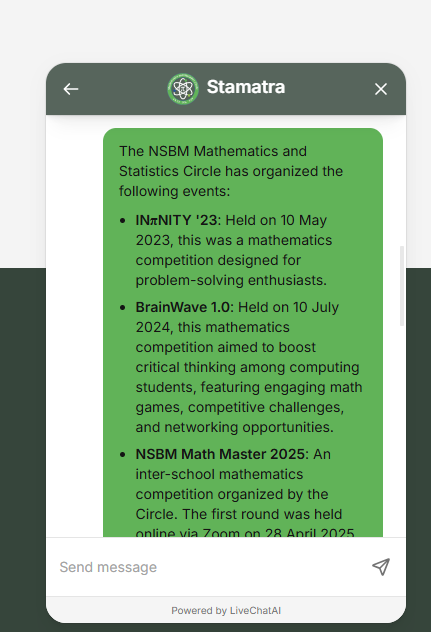 Stamatra
The NSBM Mathematics and
Statistics Circle has organized the
following events:
• INπNITY '23: Held on 10 May
2023, this was a mathematics
competition designed for
problem-solving enthusiasts.
• BrainWave 1.0: Held on 10 July
2024, this mathematics
competition aimed to boost
critical thinking among computing
students, featuring engaging math
games, competitive challenges,
and networking opportunities.
• NSBM Math Master 2025: An
inter-school mathematics
competition organized by the
Circle. The first round was held
online via Zoom on 28 April 2025
Send message
Powered by LiveChatAI